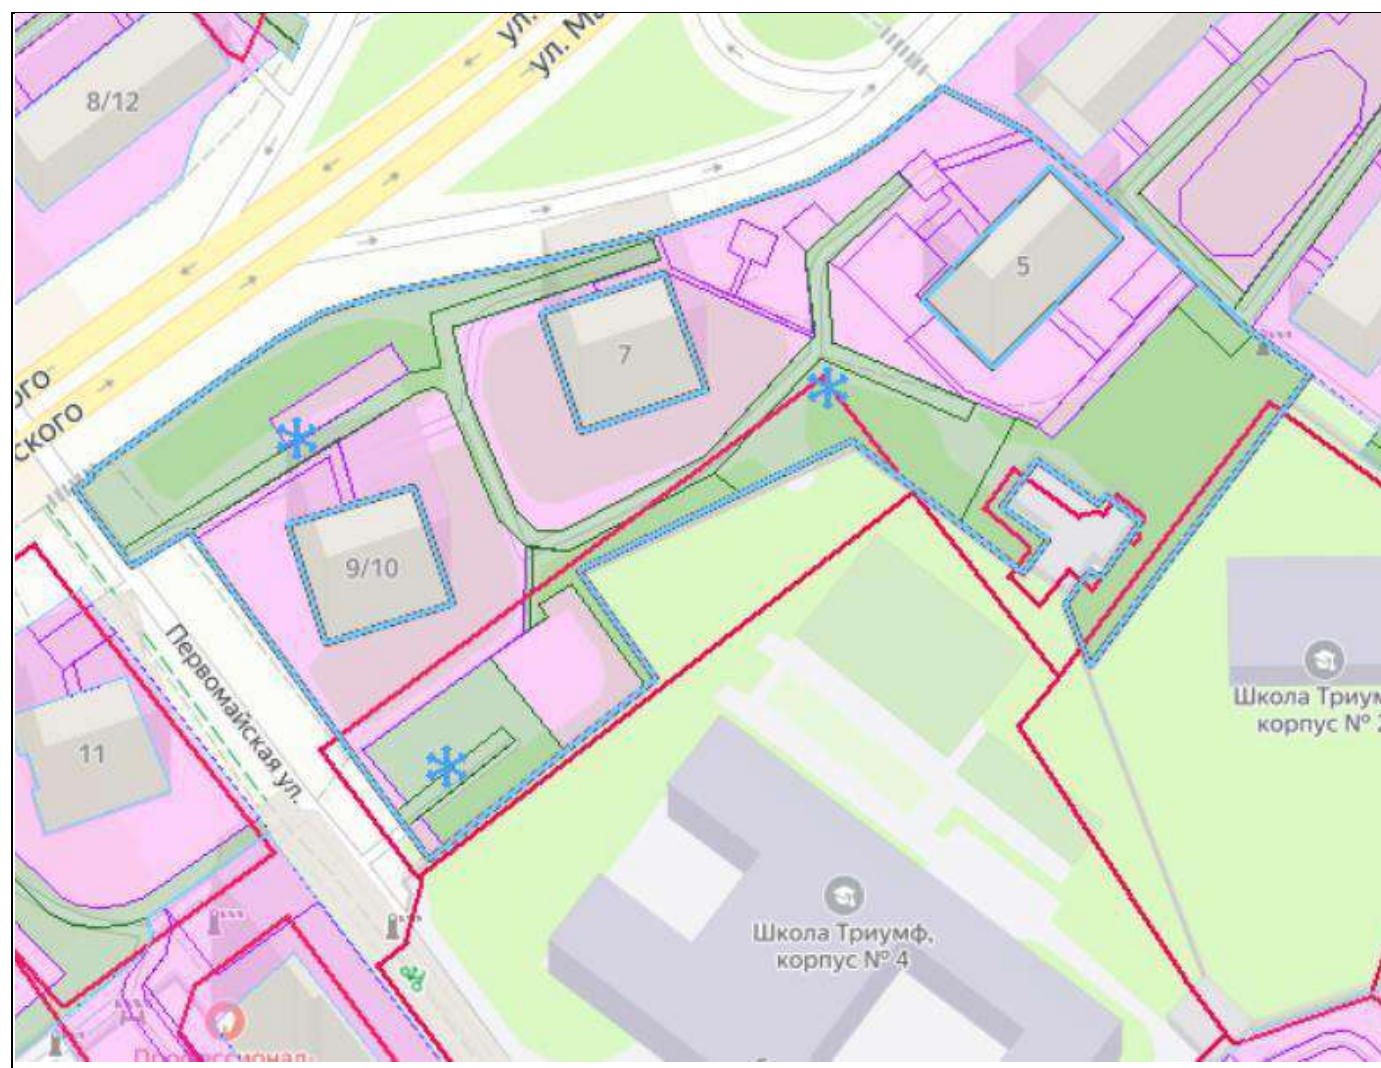 ул.
ул. Ма
8/12
5
7
ого
ского
9/10
Первомайская ул.
11
Школа Триум
корпус № 2
Школа Триумф,
корпус № 4